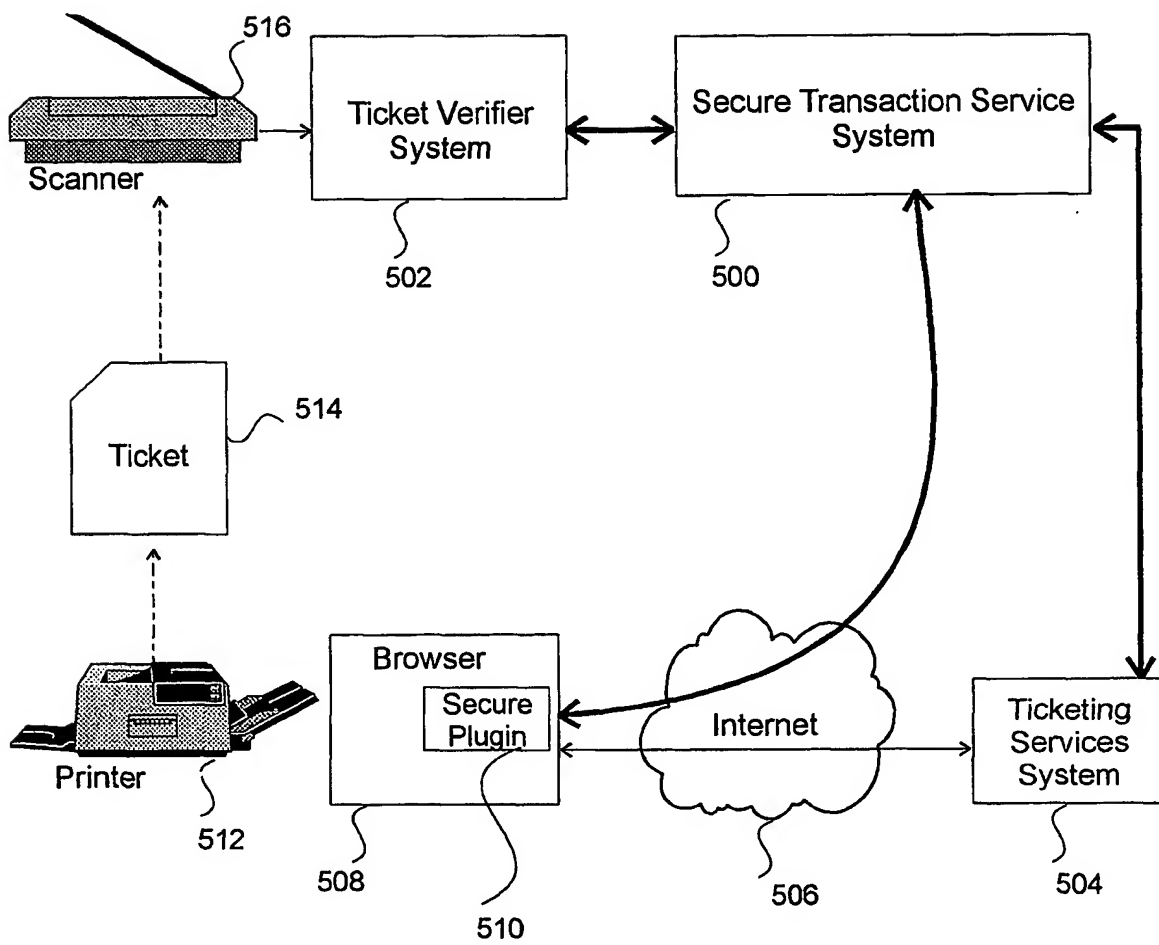 516
Ticket Verifier
System
Secure Transaction Service
System
Scanner
502
500
514
Ticket
Browser
Secure
Plugin
Internet
Ticketing
Services
System
Printer
512
508
510
506
504